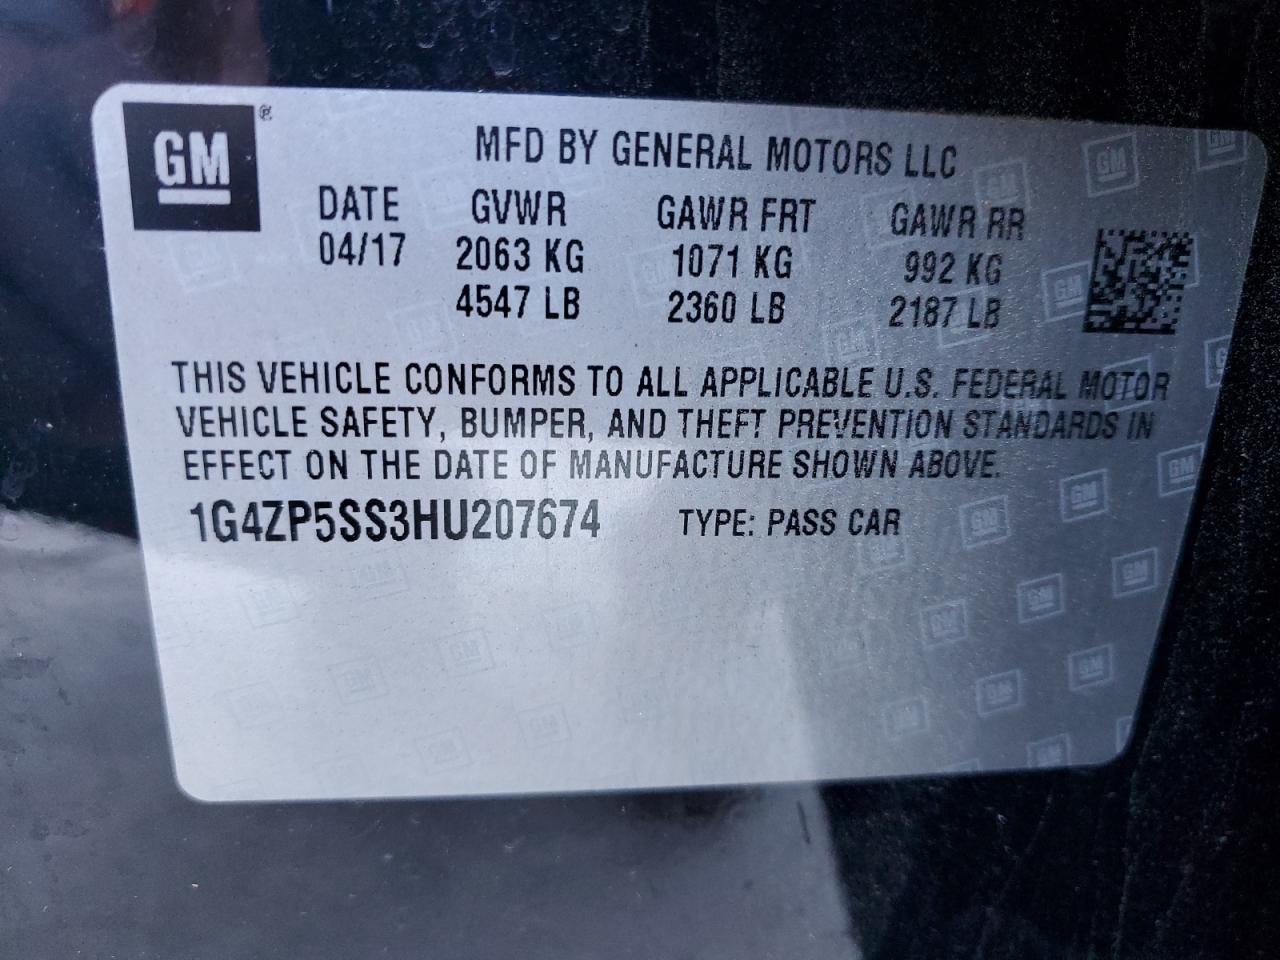 GM ®
MFD BY GENERAL MOTORS LLC
DATE GVWR GAWR FRT GAWR RR
04/17 2063 KG 1071 KG 992 KG
4547 LB 2360 LB 2187 LB
THIS VEHICLE CONFORMS TO ALL APPLICABLE U.S. FEDERAL MOTOR
VEHICLE SAFETY, BUMPER, AND THEFT PREVENTION STANDARDS IN
EFFECT ON THE DATE OF MANUFACTURE SHOWN ABOVE.
1G4ZP5SS3HU207674 TYPE: PASS CAR